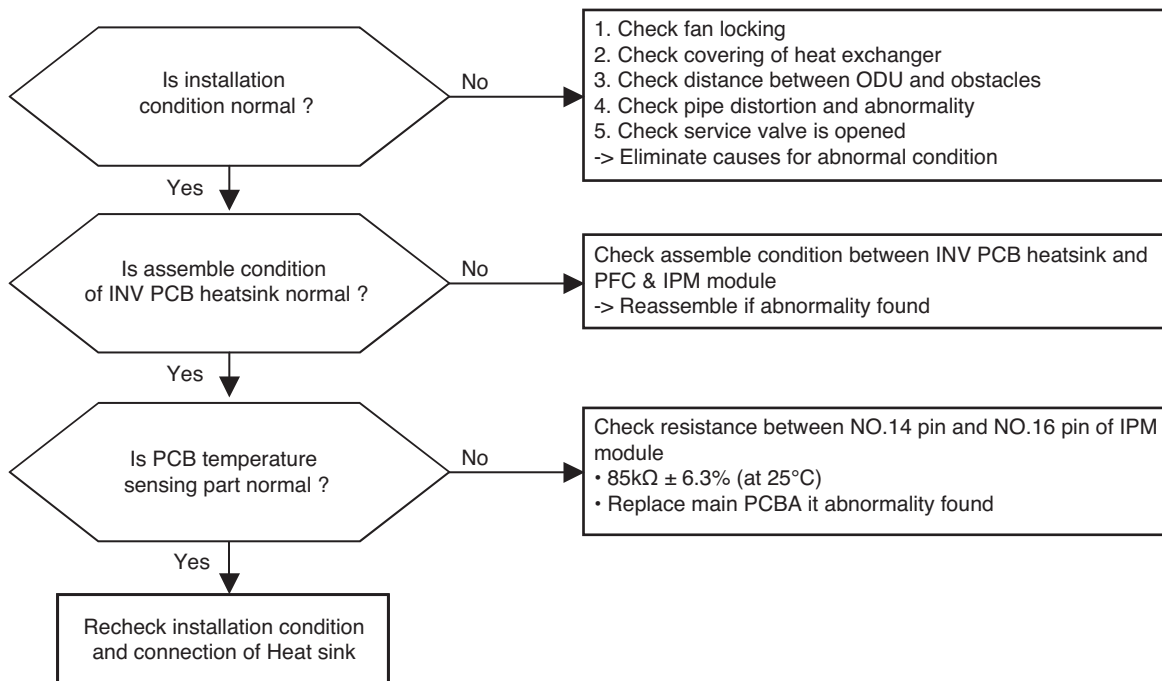 Is installation
condition normal ?
No
1. Check fan locking
2. Check covering of heat exchanger
3. Check distance between ODU and obstacles
4. Check pipe distortion and abnormality
5. Check service valve is opened
-> Eliminate causes for abnormal condition
Yes
Is assemble condition
of INV PCB heatsink normal ?
No
Check assemble condition between INV PCB heatsink and
PFC & IPM module
-> Reassemble if abnormality found
Yes
Is PCB temperature
sensing part normal ?
No
Check resistance between NO.14 pin and NO.16 pin of IPM
module
• 85kΩ ± 6.3% (at 25°C)
• Replace main PCBA it abnormality found
Yes
Recheck installation condition
and connection of Heat sink